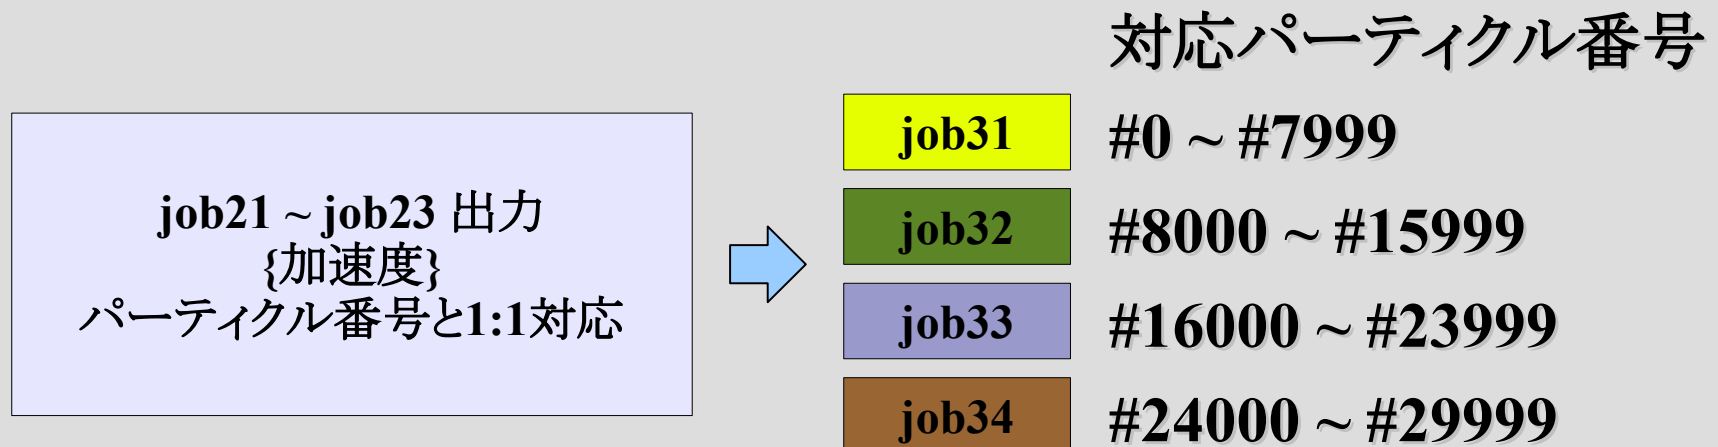 対応パーティクル番号
job21 ~ job23 出力
{加速度}
パーティクル番号と1:1対応
job31 #0 ~ #7999
job32 #8000 ~ #15999
job33 #16000 ~ #23999
job34 #24000 ~ #29999